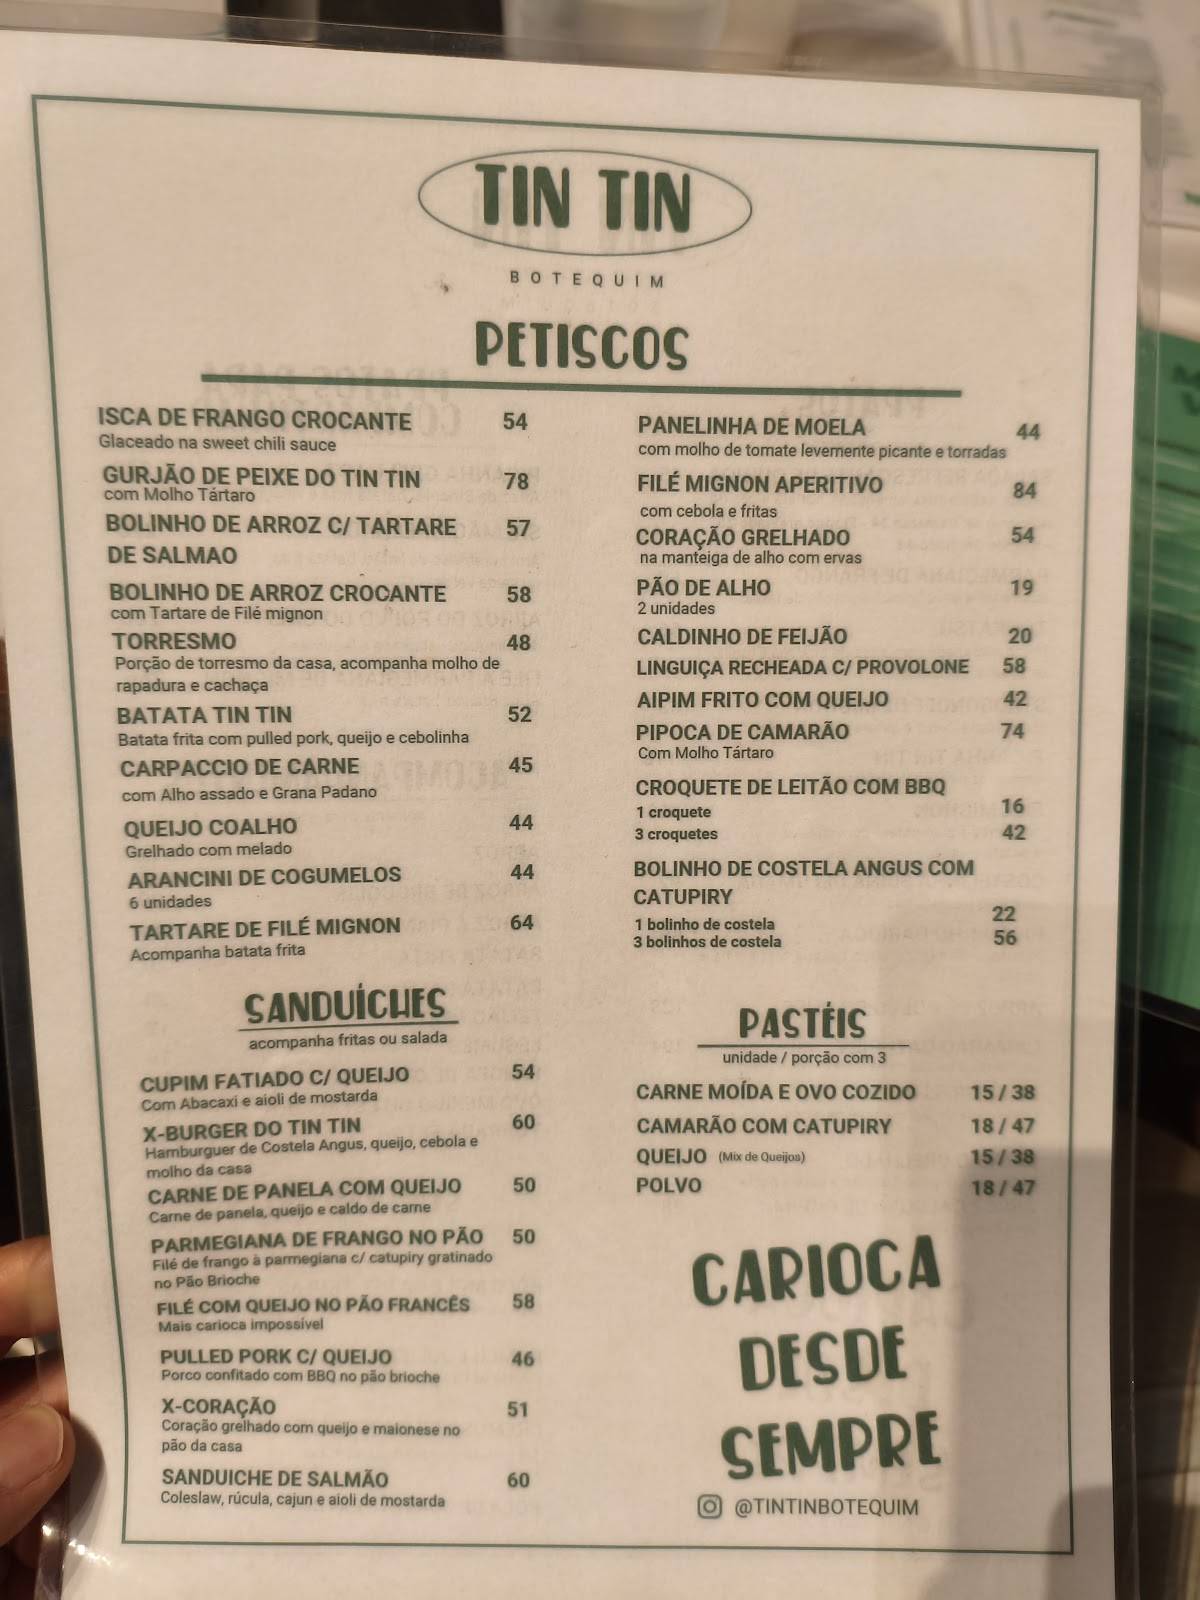 TIN TIN
BOTEQUIM
PETISCOS
ISCA DE FRANGO CROCANTE 54
Glaceado na sweet chili sauce
GURJÃO DE PEIXE DO TIN TIN 78
com Molho Tártaro
BOLINHO DE ARROZ C/ TARTARE 57
DE SALMAO
BOLINHO DE ARROZ CROCANTE 58
com Tartare de Filé mignon
TORRESMO 48
Porção de torresmo da casa, acompanha molho de
rapadura e cachaça
BATATA TIN TIN 52
Batata frita com pulled pork, queijo e cebolinha
CARPACCIO DE CARNE 45
com Alho assado e Grana Padano
QUEIJO COALHO 44
Grelhado com melado
ARANCINI DE COGUMELOS 44
6 unidades
TARTARE DE FILÉ MIGNON 64
Acompanha batata frita
PANELINHA DE MOELA 44
com molho de tomate levemente picante e torradas
FILÉ MIGNON APERITIVO 84
com cebola e fritas
CORAÇÃO GRELHADO 54
na manteiga de alho com ervas
PÃO DE ALHO 19
2 unidades
CALDINHO DE FEIJÃO 20
LINGUIÇA RECHEADA C/ PROVOLONE 58
AIPIM FRITO COM QUEIJO 42
PIPOCA DE CAMARÃO 74
Com Molho Tártaro
CROQUETE DE LEITÃO COM BBQ
1 croquete 16
3 croquetes 42
BOLINHO DE COSTELA ANGUS COM
CATUPIRY
1 bolinho de costela 22
3 bolinhos de costela 56
SANDUÍCHES
acompanha fritas ou salada
CUPIM FATIADO C/ QUEIJO 54
Com Abacaxi e aioli de mostarda
X-BURGER DO TIN TIN 60
Hamburguer de Costela Angus, queijo, cebola e
molho da casa
CARNE DE PANELA COM QUEIJO 50
Carne de panela, queijo e caldo de carne
PARMEGIANA DE FRANGO NO PÃO 50
Filé de frango à parmegiana c/ catupiry gratinado
no Pão Brioche
FILÉ COM QUEIJO NO PÃO FRANCÊS 58
Mais carioca impossível
PULLED PORK C/ QUEIJO 46
Porco confitado com BBQ no pão brioche
X-CORAÇÃO 51
Coração grelhado com queijo e maionese no
pão da casa
SANDUICHE DE SALMÃO 60
Coleslaw, rúcula, cajun e aioli de mostarda
PASTÉIS
unidade / porção com 3
CARNE MOÍDA E OVO COZIDO 15 / 38
CAMARÃO COM CATUPIRY 18 / 47
QUEIJO (Mix de Queijos) 15 / 38
POLVO 18 / 47
CARIOCA
DESDE
SEMPRE
@TINTINBOTEQUIM